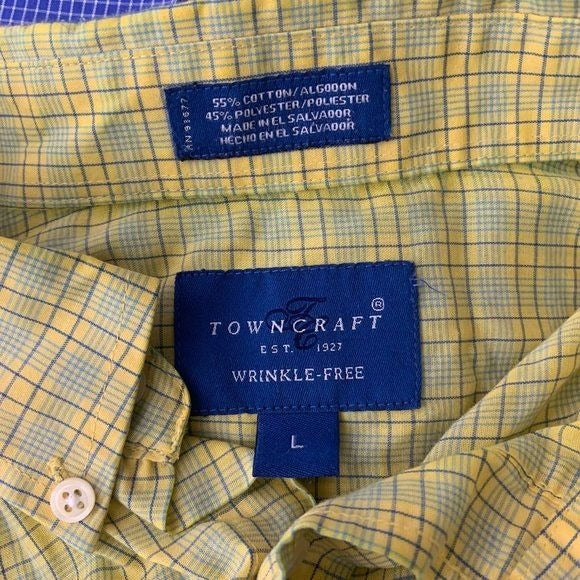 RN 93677
55% COTTON/ALGODON
45% POLYESTER/POLIESTER
MADE IN EL SALVADOR
HECHO EN EL SALVADOR
TOWNCRAFT®
EST. 1927
WRINKLE-FREE
L